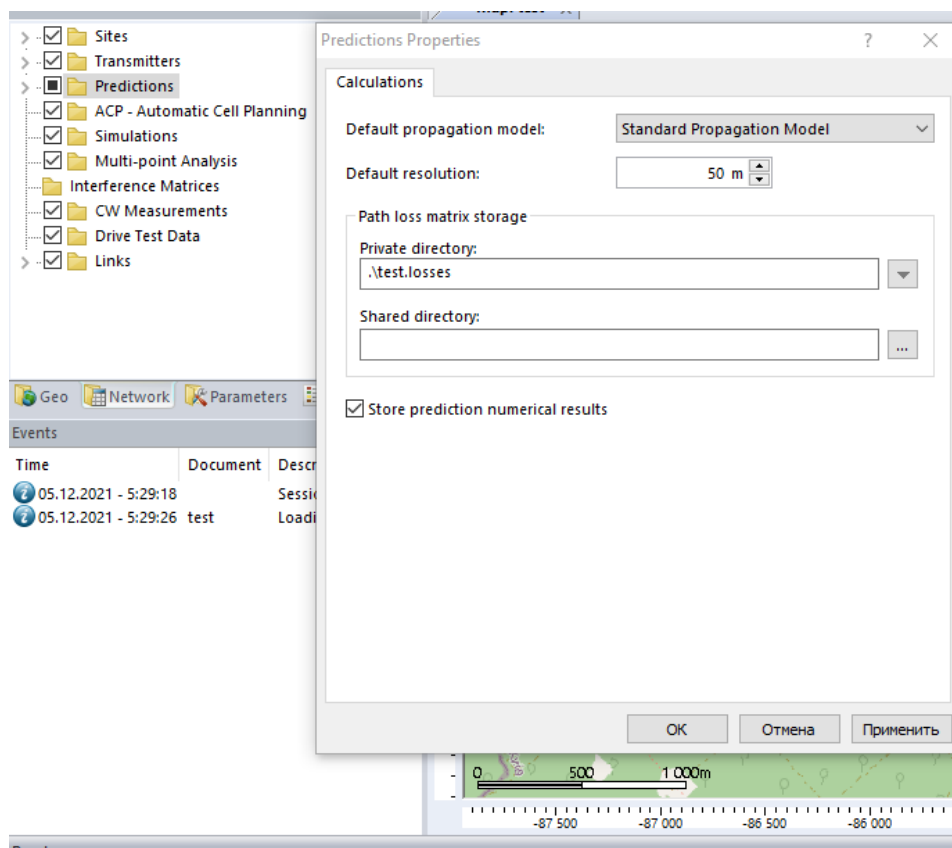 Sites
Transmitters
Predictions
ACP - Automatic Cell Planning
Simulations
Multi-point Analysis
Interference Matrices
CW Measurements
Drive Test Data
Links
Geo Network Parameters
Events
Time Document Descr
05.12.2021 - 5:29:18 Sessi
05.12.2021 - 5:29:26 test Loadi
Predictions Properties ?
Calculations
Default propagation model: Standard Propagation Model
Default resolution: 50 m
Path loss matrix storage
Private directory:
.\test.losses
Shared directory:
...
Store prediction numerical results
ОК Отмена Применить
0 500 1 000m
-87 500 -87 000 -86 500 -86 000